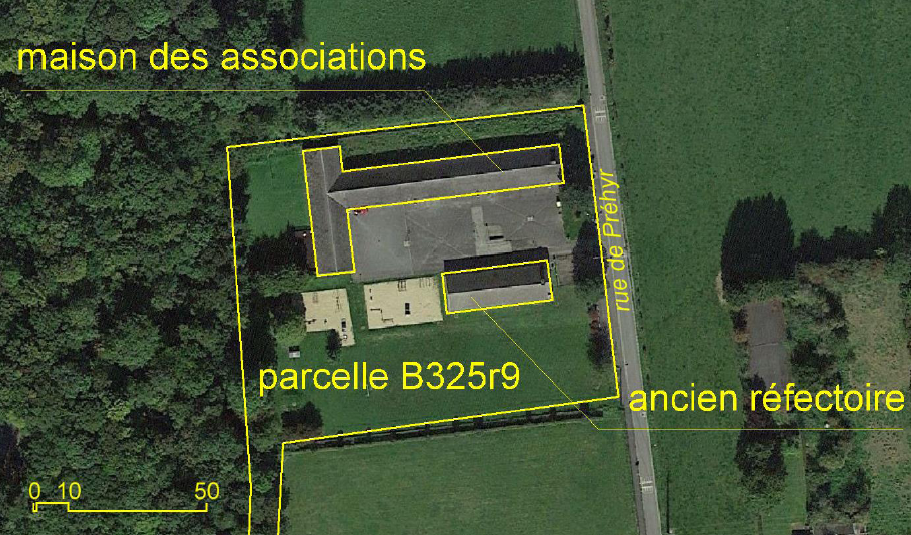 maison des associations
rue de Préhyr
parcelle B325r9
ancien réfectoire
0 10 50